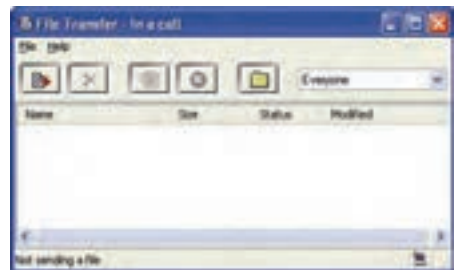 File Transfer - In a call
File Help
Everyone
Name Size Status Modified
Not sending a file